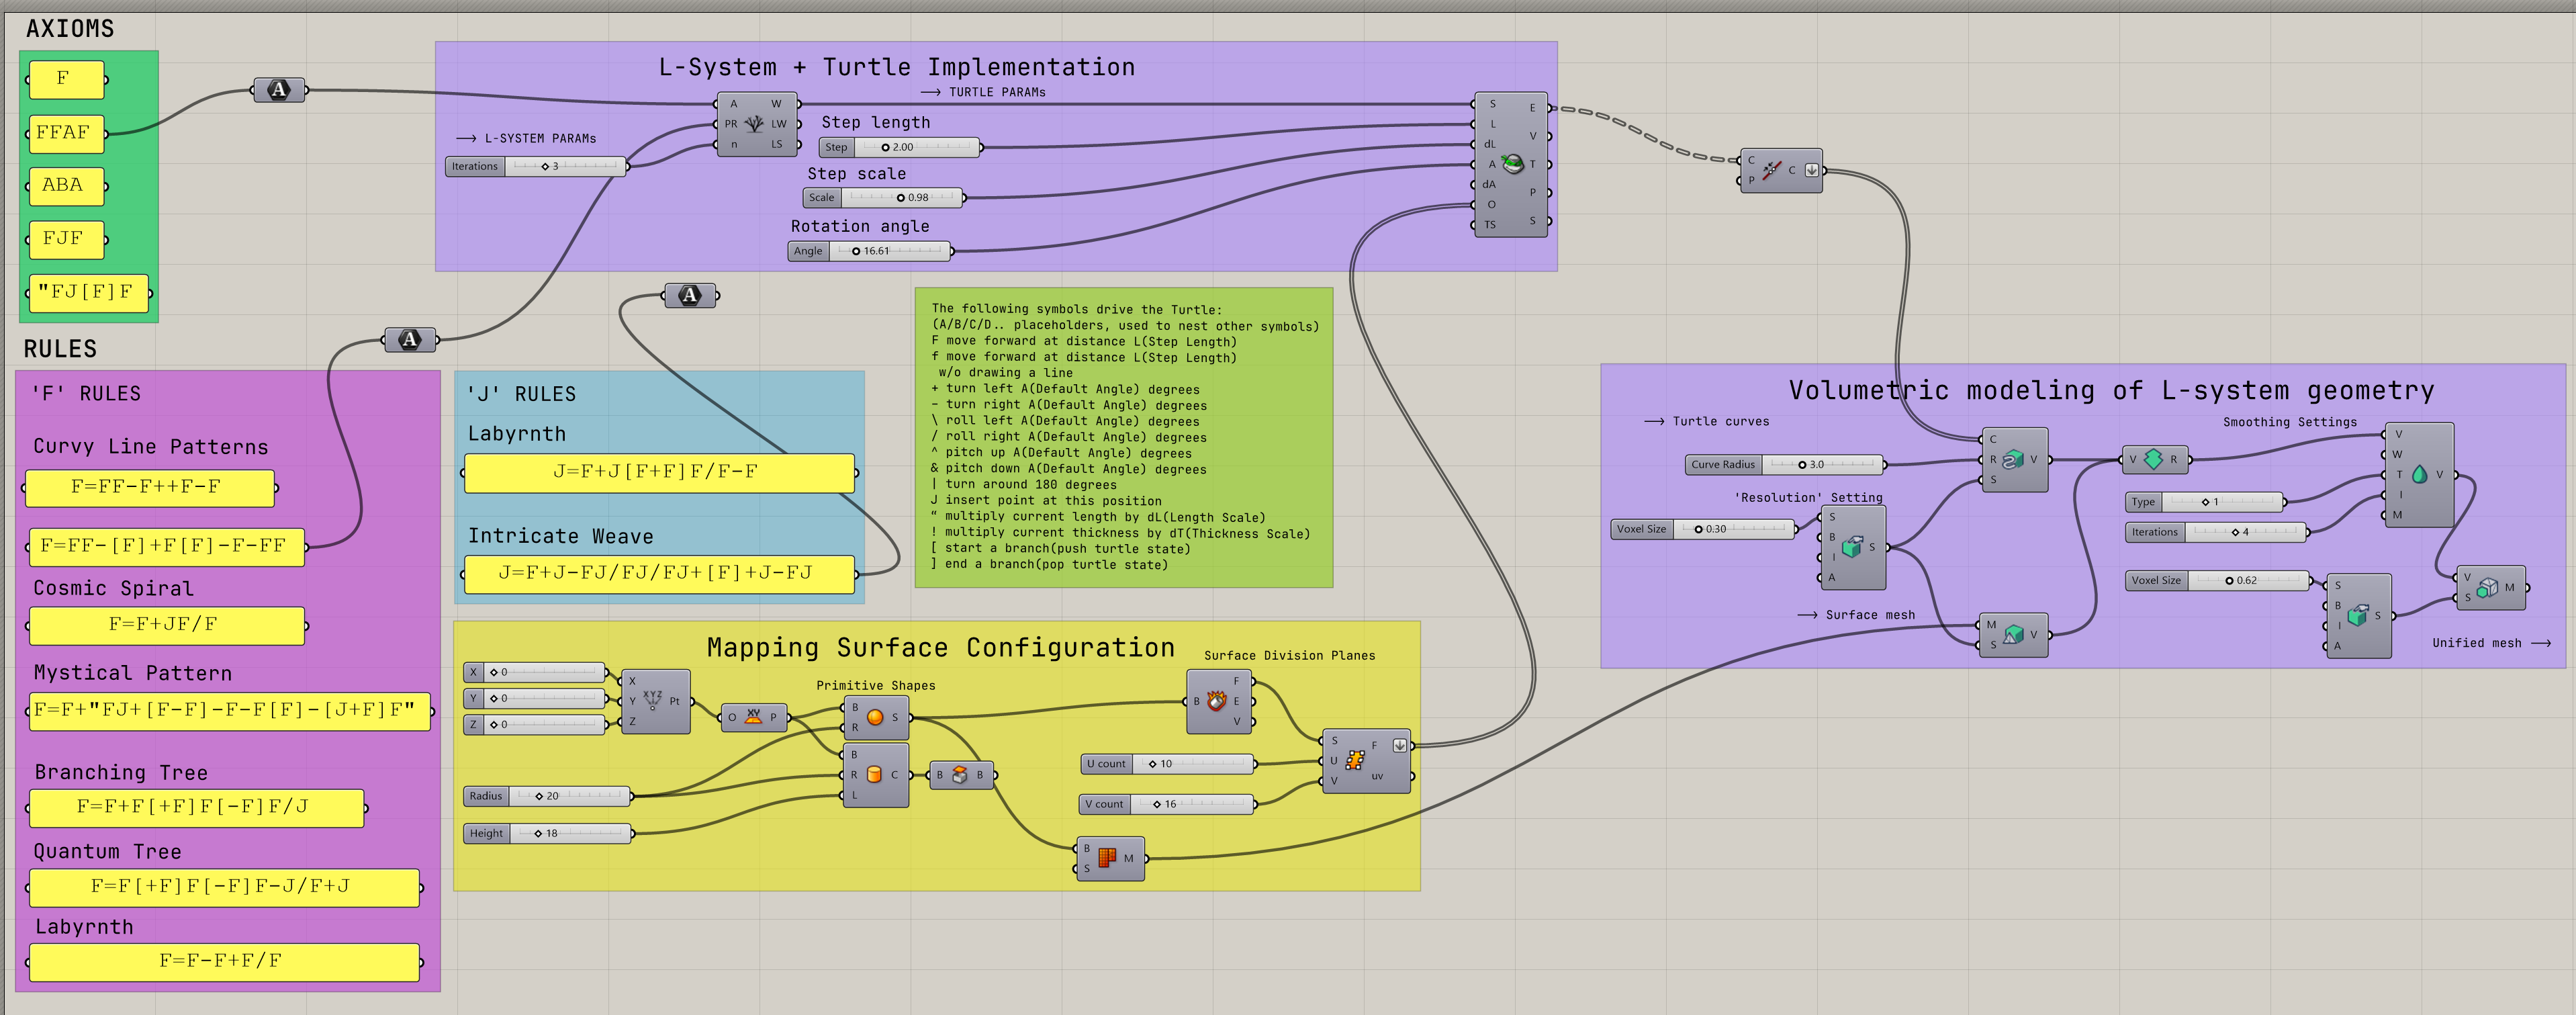 AXIOMS
F
FFAF
ABA
FJF
"FJ[F]F
A
L-System + Turtle Implementation
→ TURTLE PARAMs
→ L-SYSTEM PARAMs
Iterations 3
A W
PR LW
n LS
Step length
Step 2.00
Step scale
Scale 0.98
Rotation angle
Angle 16.61
S E
L
dL V
A T
dA
O P
TS S
C C
P
A
A
RULES
'F' RULES
Curvy Line Patterns
F=FF-F++F-F
F=FF-[F]+F[F]-F-FF
Cosmic Spiral
F=F+JF/F
Mystical Pattern
F=F+"FJ+[F-F]-F-F[F]-[J+F]F"
Branching Tree
F=F+F[+F]F[-F]F/J
Quantum Tree
F=F[+F]F[-F]F-J/F+J
Labyrnth
F=F-F+F/F
'J' RULES
Labyrnth
J=F+J[F+F]F/F-F
Intricate Weave
J=F+J-FJ/FJ/FJ+[F]+J-FJ
The following symbols drive the Turtle:
(A/B/C/D.. placeholders, used to nest other symbols)
F move forward at distance L(Step Length)
f move forward at distance L(Step Length)
w/o drawing a line
+ turn left A(Default Angle) degrees
- turn right A(Default Angle) degrees
\ roll left A(Default Angle) degrees
/ roll right A(Default Angle) degrees
^ pitch up A(Default Angle) degrees
& pitch down A(Default Angle) degrees
| turn around 180 degrees
J insert point at this position
“ multiply current length by dL(Length Scale)
! multiply current thickness by dT(Thickness Scale)
[ start a branch(push turtle state)
] end a branch(pop turtle state)
Mapping Surface Configuration
Surface Division Planes
Primitive Shapes
X 0
Y 0
Z 0
X
Y XYZ Pt
Z
O XY P
B S
R
B
R C
L
B B
Radius 20
Height 18
F
B E
V
U count 10
V count 16
S F
U
V uv
B M
S
Volumetric modeling of L-system geometry
→ Turtle curves
Curve Radius 3.0
'Resolution' Setting
Voxel Size 0.30
S
B
I S
A
C
R V
S
→ Surface mesh
M V
S
V R
Smoothing Settings
Type 1
Iterations 4
V
W
T V
I
M
Voxel Size 0.62
S
B
I S
A
V M
S
Unified mesh →